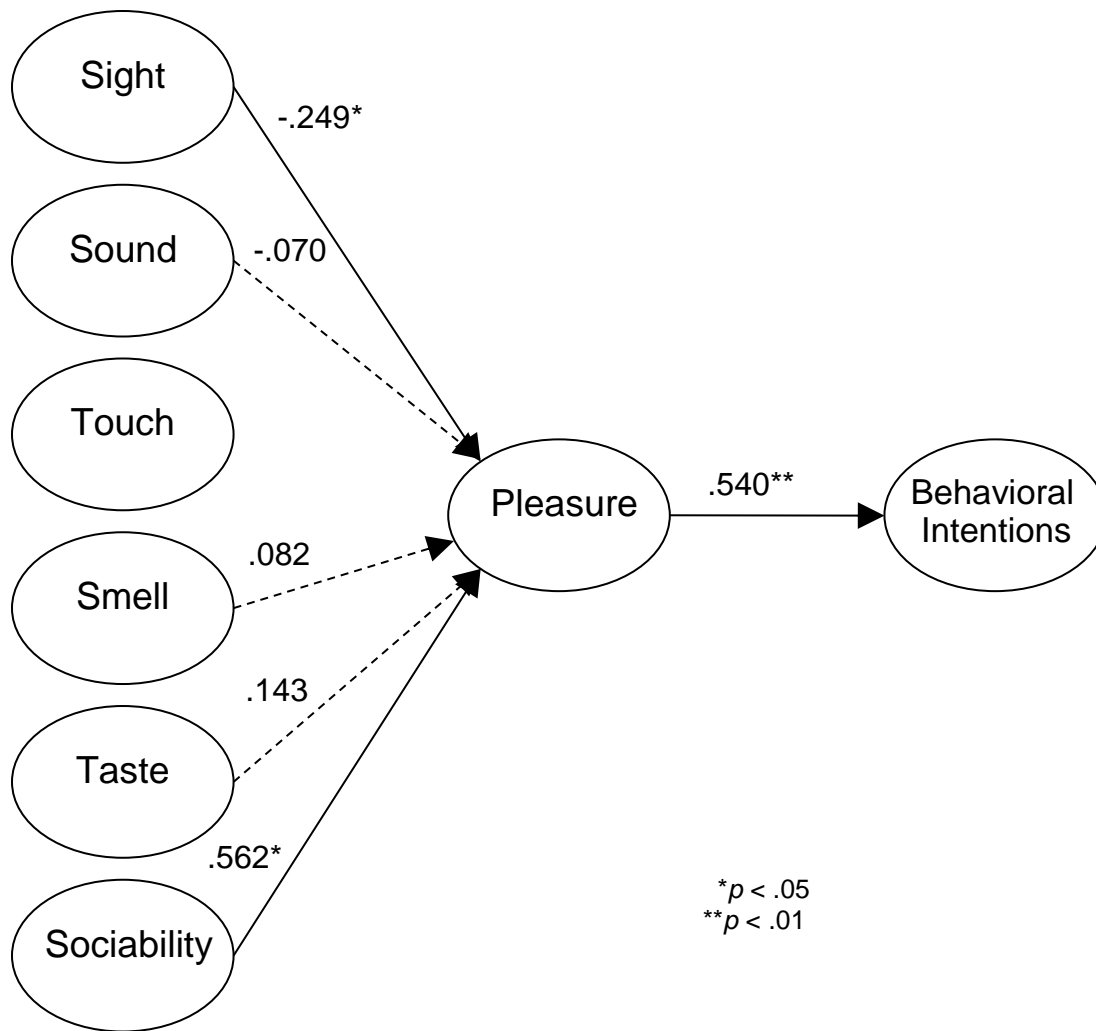 Sight
-.249*
Sound
-.070
Touch
Pleasure
.540**
Behavioral
Intentions
.082
Smell
.143
Taste
.562*
Sociability
*p < .05
**p < .01